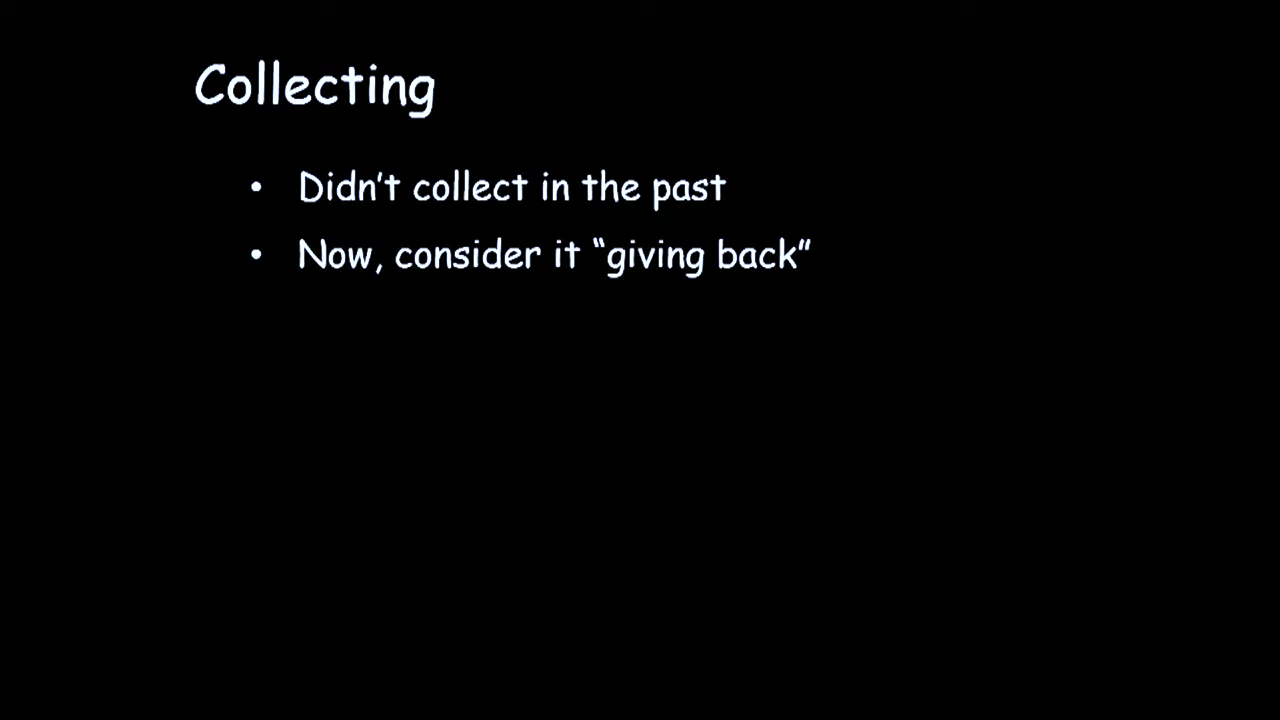 Collecting
• Didn’t collect in the past
• Now, consider it “giving back”